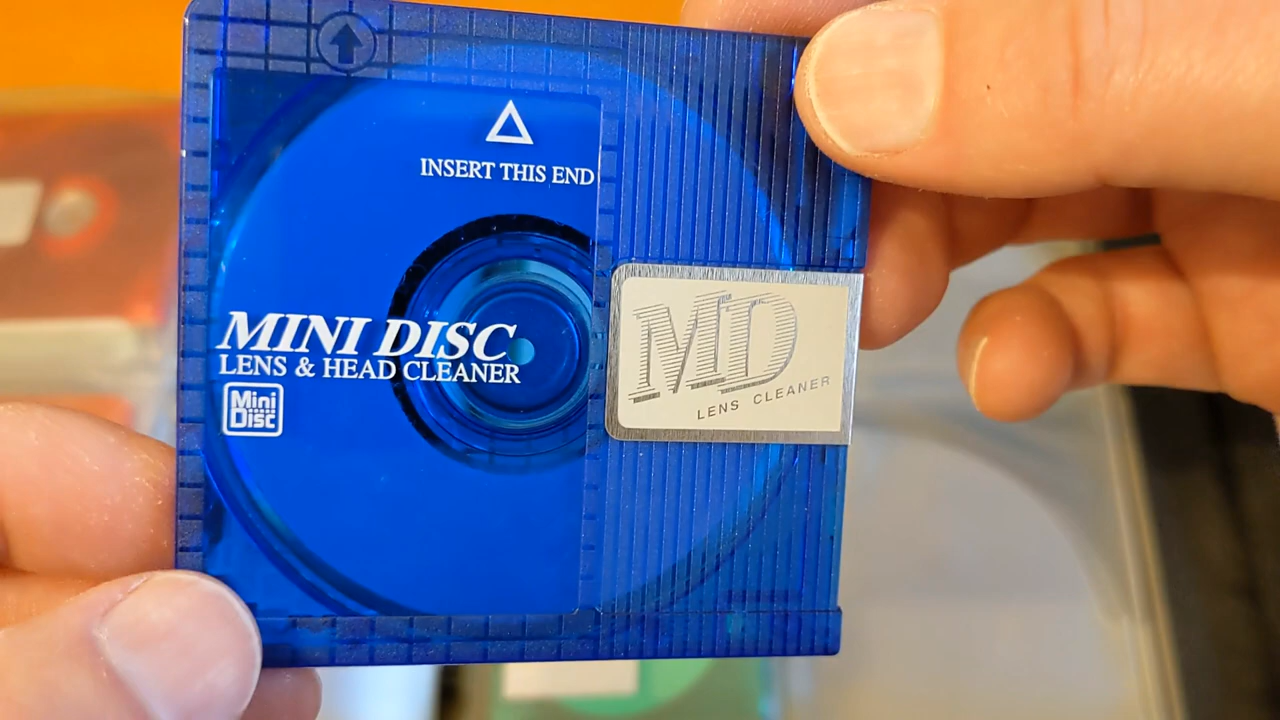 INSERT THIS END
MINI DISC
LENS & HEAD CLEANER
Mini
Disc
MD
LENS CLEANER